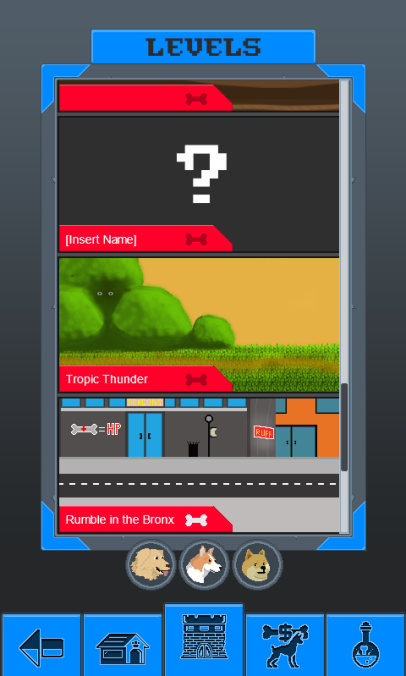 LEVELS
[Insert Name]
Tropic Thunder
=HP
RUFF
Rumble in the Bronx
$